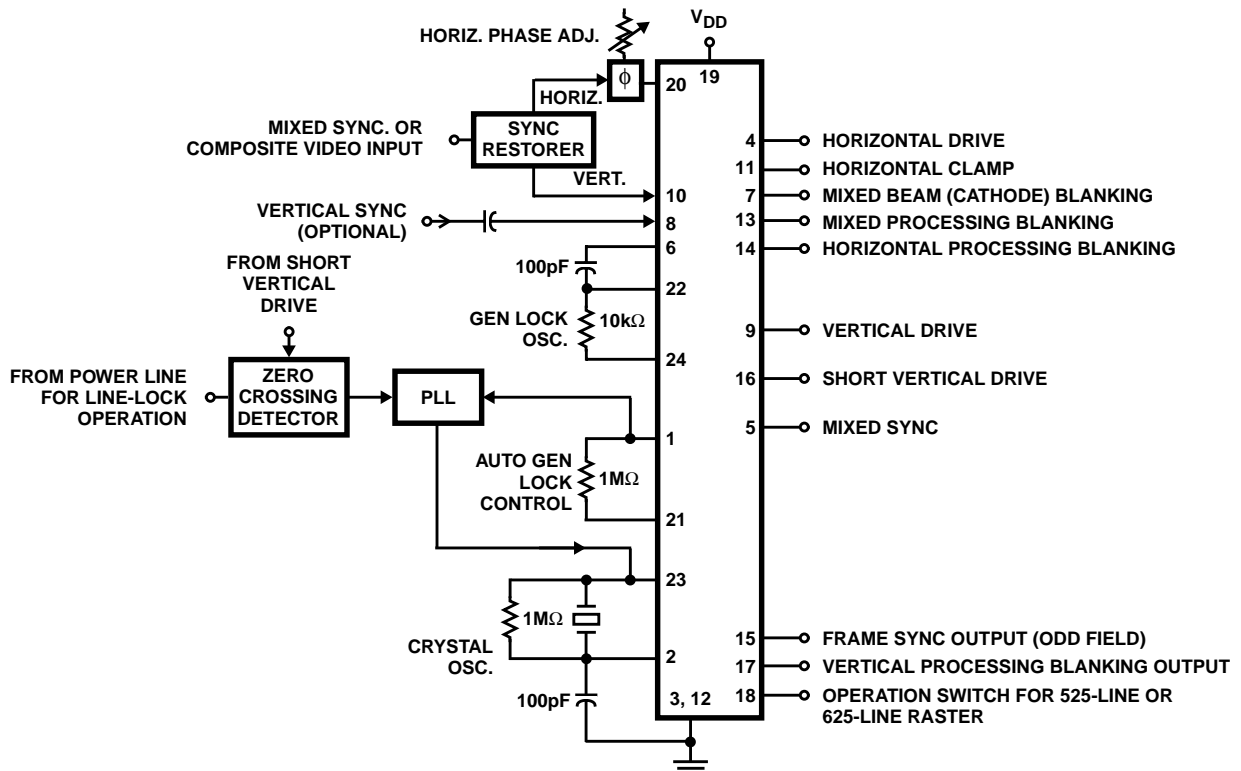 HORIZ. PHASE ADJ.
V_DD
ϕ
20
19
HORIZ.
MIXED SYNC. OR
COMPOSITE VIDEO INPUT
SYNC
RESTORER
VERT.
10
VERTICAL SYNC
(OPTIONAL)
8
6
100pF
22
FROM SHORT
VERTICAL
DRIVE
GEN LOCK
OSC.
10kΩ
24
FROM POWER LINE
FOR LINE-LOCK
OPERATION
ZERO
CROSSING
DETECTOR
PLL
1
AUTO GEN
LOCK
CONTROL
1MΩ
21
23
1MΩ
CRYSTAL
OSC.
2
100pF
3, 12
4 HORIZONTAL DRIVE
11 HORIZONTAL CLAMP
7 MIXED BEAM (CATHODE) BLANKING
13 MIXED PROCESSING BLANKING
14 HORIZONTAL PROCESSING BLANKING
9 VERTICAL DRIVE
16 SHORT VERTICAL DRIVE
5 MIXED SYNC
15 FRAME SYNC OUTPUT (ODD FIELD)
17 VERTICAL PROCESSING BLANKING OUTPUT
18 OPERATION SWITCH FOR 525-LINE OR
625-LINE RASTER